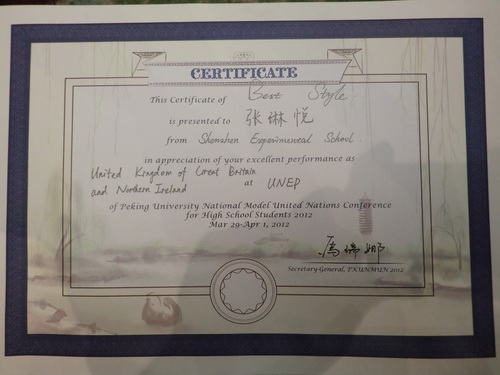 CERTIFICATE
This Certificate of Best Style
is presented to 张琳悦
from Shenzhen Experimental School
in appreciation of your excellent performance as
United Kingdom of Great Britain
and Northern Ireland at UNEP
of Peking University National Model United Nations Conference
for High School Students 2012
Mar 29-Apr 1, 2012
Secretary-General, PKUNMUN 2012